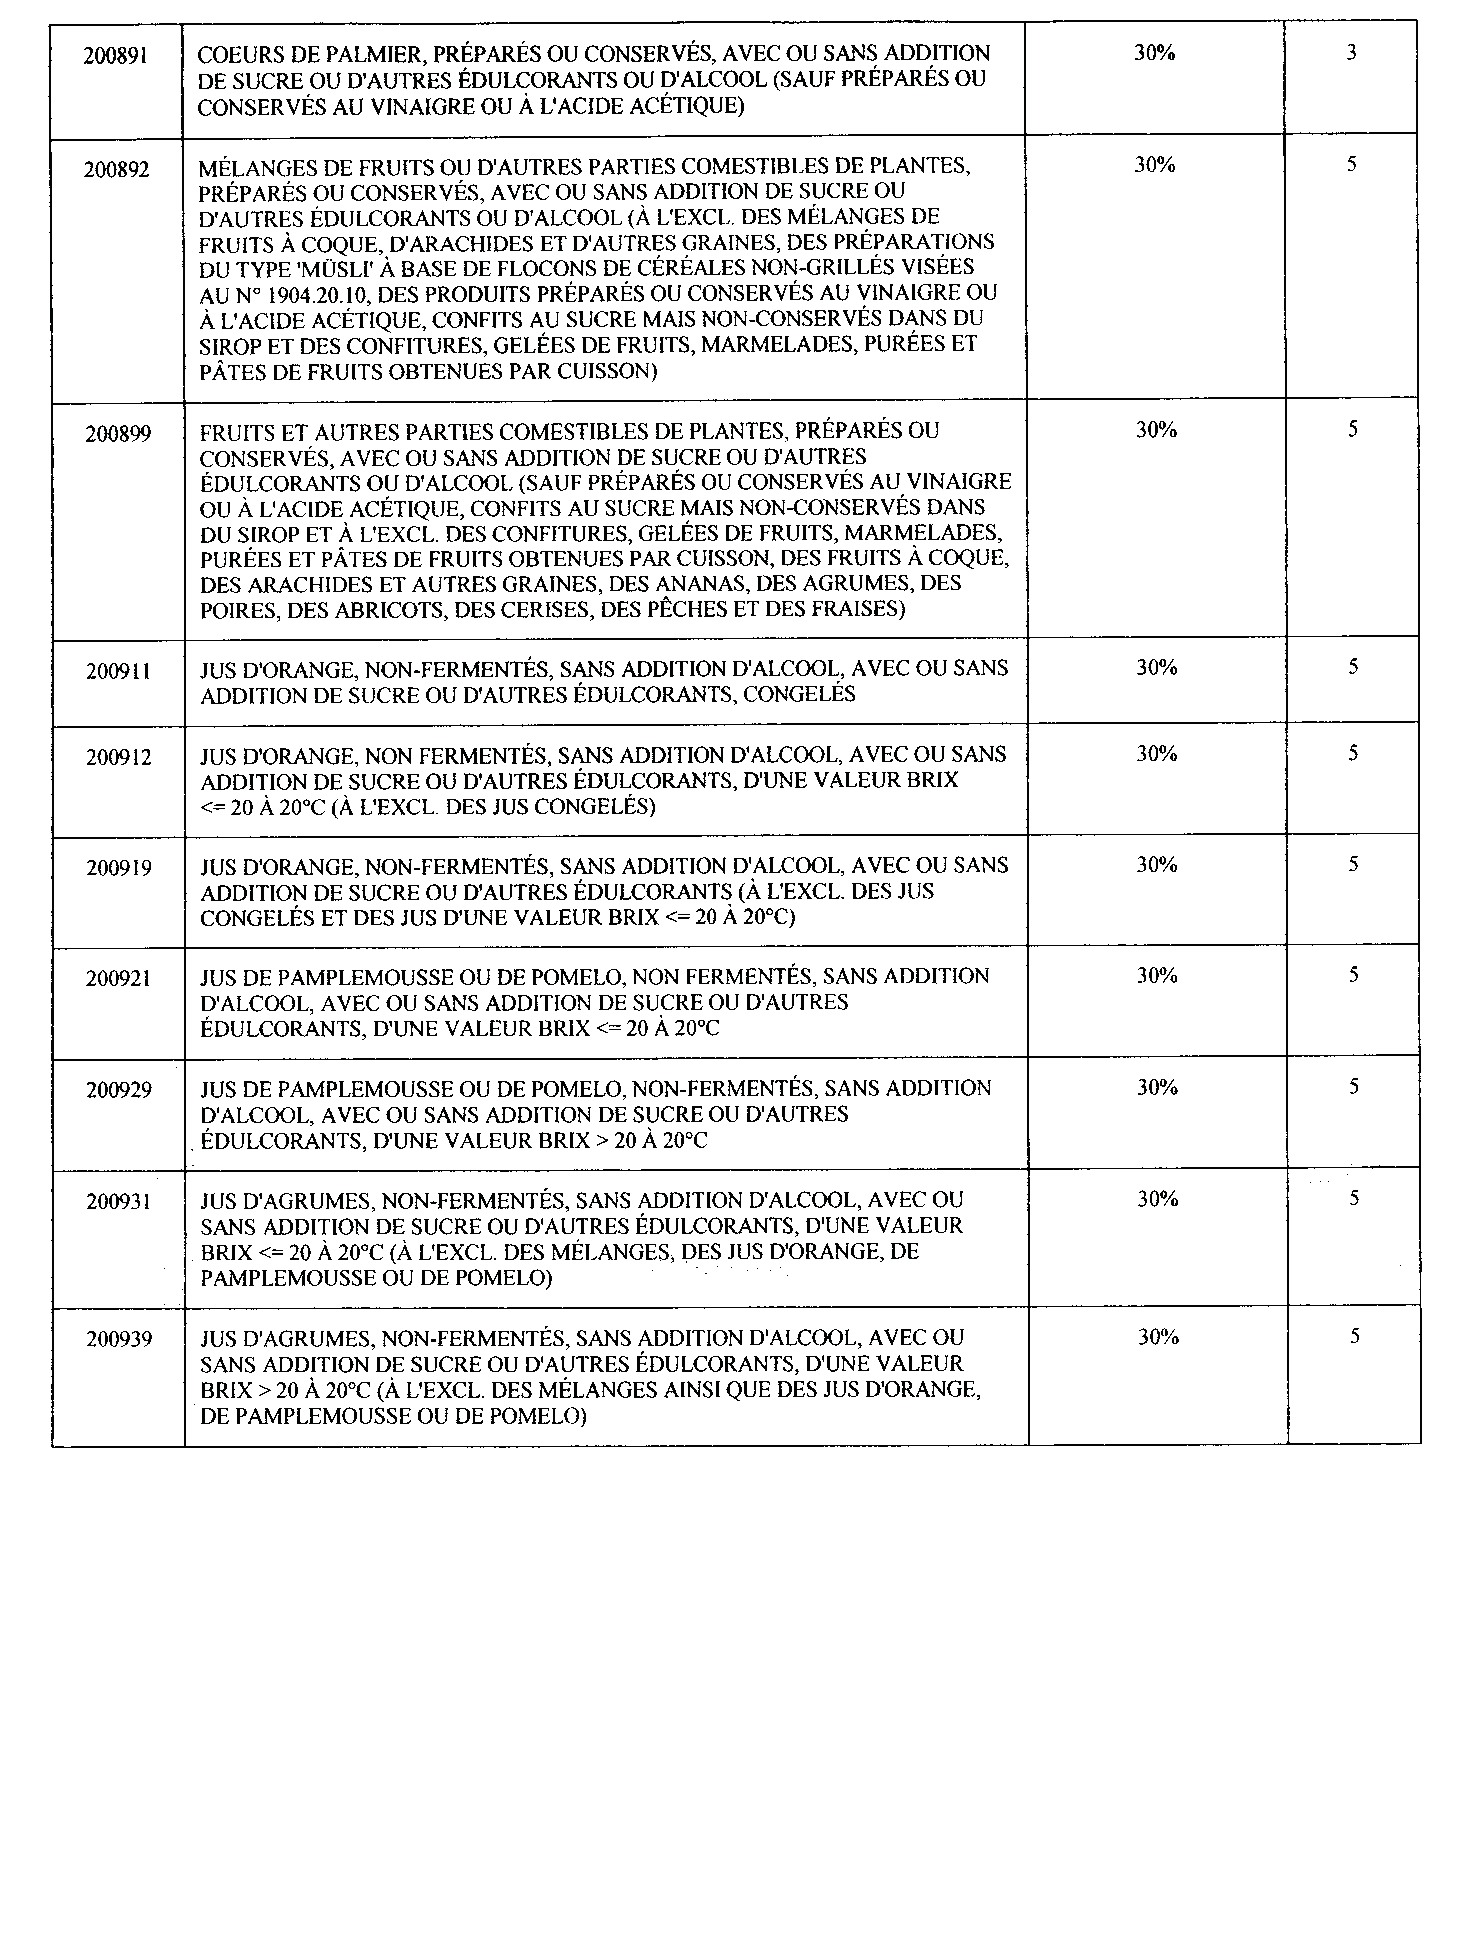 200891 COEURS DE PALMIER, PRÉPARÉS OU CONSERVÉS, AVEC OU SANS ADDITION 30% 3
DE SUCRE OU D'AUTRES ÉDULCORANTS OU D'ALCOOL (SAUF PRÉPARÉS OU
CONSERVÉS AU VINAIGRE OU À L'ACIDE ACÉTIQUE)
200892 MÉLANGES DE FRUITS OU D'AUTRES PARTIES COMESTIBLES DE PLANTES, 30% 5
PRÉPARÉS OU CONSERVÉS, AVEC OU SANS ADDITION DE SUCRE OU
D'AUTRES ÉDULCORANTS OU D'ALCOOL (À L'EXCL. DES MÉLANGES DE
FRUITS À COQUE, D'ARACHIDES ET D'AUTRES GRAINES, DES PRÉPARATIONS
DU TYPE 'MÜSLI' À BASE DE FLOCONS DE CÉRÉALES NON-GRILLÉS VISÉES
AU N° 1904.20.10, DES PRODUITS PRÉPARÉS OU CONSERVÉS AU VINAIGRE OU
À L'ACIDE ACÉTIQUE, CONFITS AU SUCRE MAIS NON-CONSERVÉS DANS DU
SIROP ET DES CONFITURES, GELÉES DE FRUITS, MARMELADES, PURÉES ET
PÂTES DE FRUITS OBTENUES PAR CUISSON)
200899 FRUITS ET AUTRES PARTIES COMESTIBLES DE PLANTES, PRÉPARÉS OU 30% 5
CONSERVÉS, AVEC OU SANS ADDITION DE SUCRE OU D'AUTRES
ÉDULCORANTS OU D'ALCOOL (SAUF PRÉPARÉS OU CONSERVÉS AU VINAIGRE
OU À L'ACIDE ACÉTIQUE, CONFITS AU SUCRE MAIS NON-CONSERVÉS DANS
DU SIROP ET À L'EXCL. DES CONFITURES, GELÉES DE FRUITS, MARMELADES,
PURÉES ET PÂTES DE FRUITS OBTENUES PAR CUISSON, DES FRUITS À COQUE,
DES ARACHIDES ET AUTRES GRAINES, DES ANANAS, DES AGRUMES, DES
POIRES, DES ABRICOTS, DES CERISES, DES PÊCHES ET DES FRAISES)
200911 JUS D'ORANGE, NON-FERMENTÉS, SANS ADDITION D'ALCOOL, AVEC OU SANS 30% 5
ADDITION DE SUCRE OU D'AUTRES ÉDULCORANTS, CONGELÉS
200912 JUS D'ORANGE, NON FERMENTÉS, SANS ADDITION D'ALCOOL, AVEC OU SANS 30% 5
ADDITION DE SUCRE OU D'AUTRES ÉDULCORANTS, D'UNE VALEUR BRIX
<= 20 À 20°C (À L'EXCL. DES JUS CONGELÉS)
200919 JUS D'ORANGE, NON-FERMENTÉS, SANS ADDITION D'ALCOOL, AVEC OU SANS 30% 5
ADDITION DE SUCRE OU D'AUTRES ÉDULCORANTS (À L'EXCL. DES JUS
CONGELÉS ET DES JUS D'UNE VALEUR BRIX <= 20 À 20°C)
200921 JUS DE PAMPLEMOUSSE OU DE POMELO, NON FERMENTÉS, SANS ADDITION 30% 5
D'ALCOOL, AVEC OU SANS ADDITION DE SUCRE OU D'AUTRES
ÉDULCORANTS, D'UNE VALEUR BRIX <= 20 À 20°C
200929 JUS DE PAMPLEMOUSSE OU DE POMELO, NON-FERMENTÉS, SANS ADDITION 30% 5
D'ALCOOL, AVEC OU SANS ADDITION DE SUCRE OU D'AUTRES
ÉDULCORANTS, D'UNE VALEUR BRIX > 20 À 20°C
200931 JUS D'AGRUMES, NON-FERMENTÉS, SANS ADDITION D'ALCOOL, AVEC OU 30% 5
SANS ADDITION DE SUCRE OU D'AUTRES ÉDULCORANTS, D'UNE VALEUR
BRIX <= 20 À 20°C (À L'EXCL. DES MÉLANGES, DES JUS D'ORANGE, DE
PAMPLEMOUSSE OU DE POMELO)
200939 JUS D'AGRUMES, NON-FERMENTÉS, SANS ADDITION D'ALCOOL, AVEC OU 30% 5
SANS ADDITION DE SUCRE OU D'AUTRES ÉDULCORANTS, D'UNE VALEUR
BRIX > 20 À 20°C (À L'EXCL. DES MÉLANGES AINSI QUE DES JUS D'ORANGE,
DE PAMPLEMOUSSE OU DE POMELO)